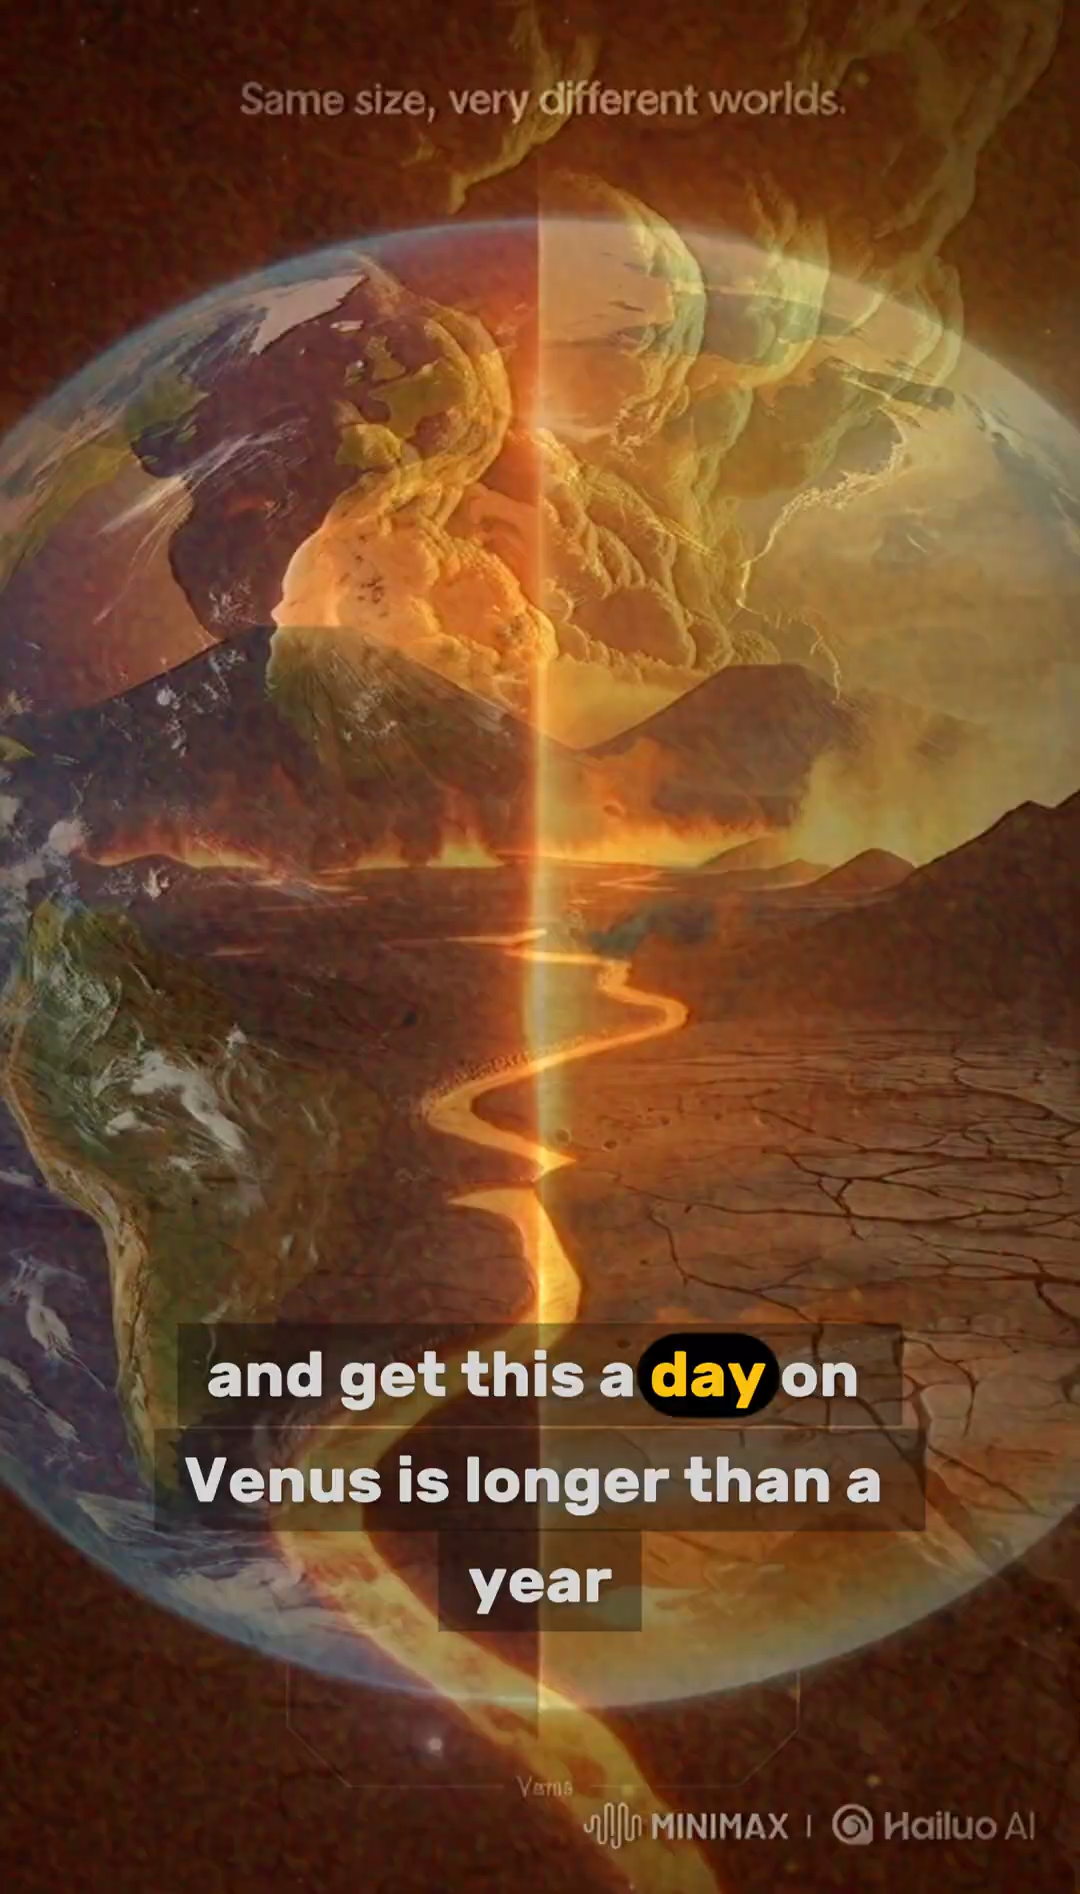 Same size, very different worlds.
and get this a day on
Venus is longer than a
year
MINIMAX | Hailuo AI